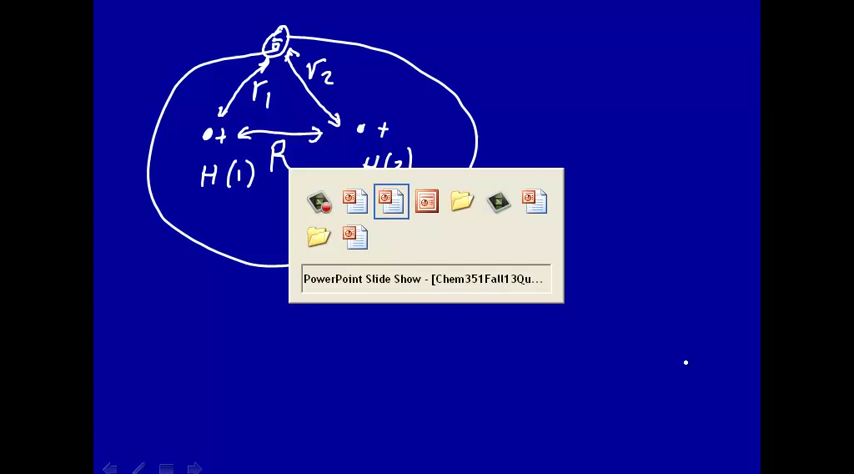 r2
r1
+
+
R
H(1)
H(2)
PowerPoint Slide Show - [Chem351Fall13Qu...